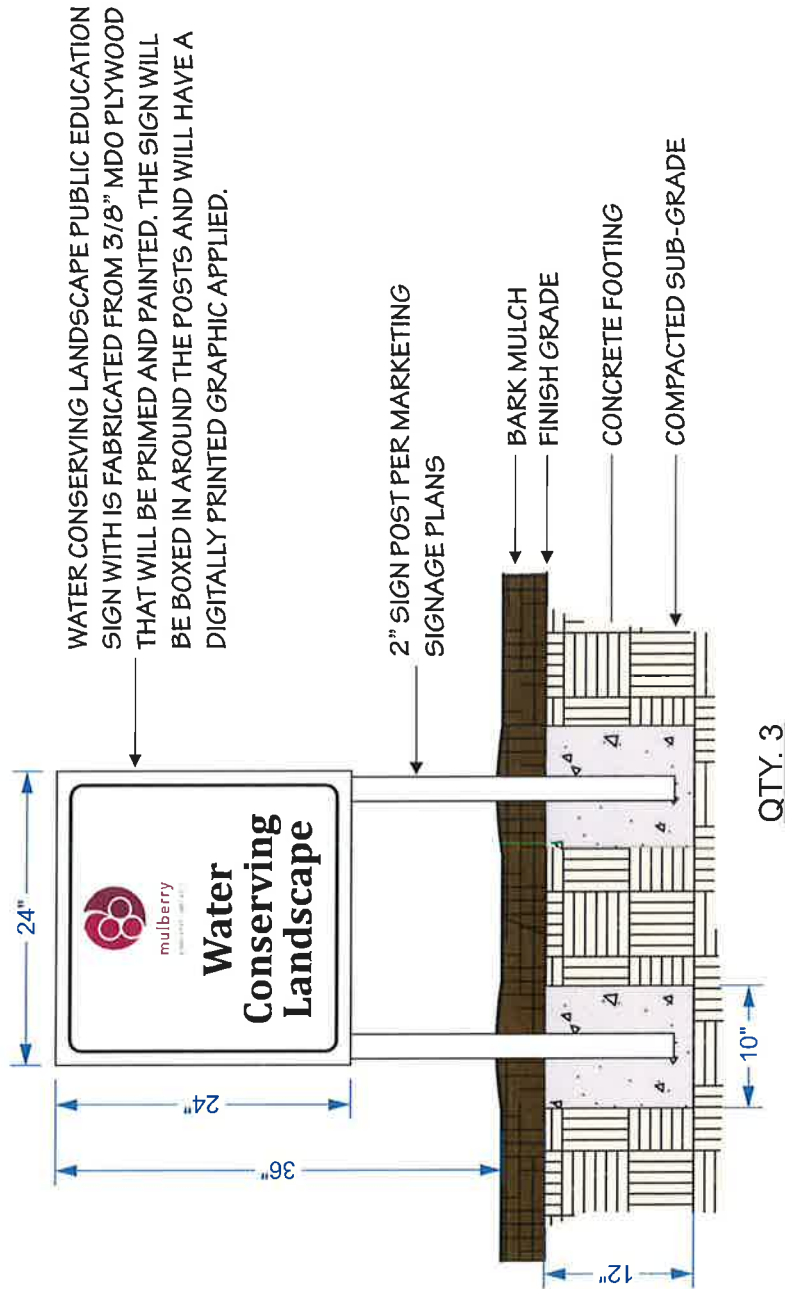 WATER CONSERVING LANDSCAPE PUBLIC EDUCATION
SIGN WITH IS FABRICATED FROM 3/8" MDO PLYWOOD
THAT WILL BE PRIMED AND PAINTED. THE SIGN WILL
BE BOXED IN AROUND THE POSTS AND WILL HAVE A
DIGITALLY PRINTED GRAPHIC APPLIED.
24"
mulberry
Water
Conserving
Landscape
24"
36"
2" SIGN POST PER MARKETING
SIGNAGE PLANS
BARK MULCH
FINISH GRADE
CONCRETE FOOTING
COMPACTED SUB-GRADE
12"
10"
QTY. 3